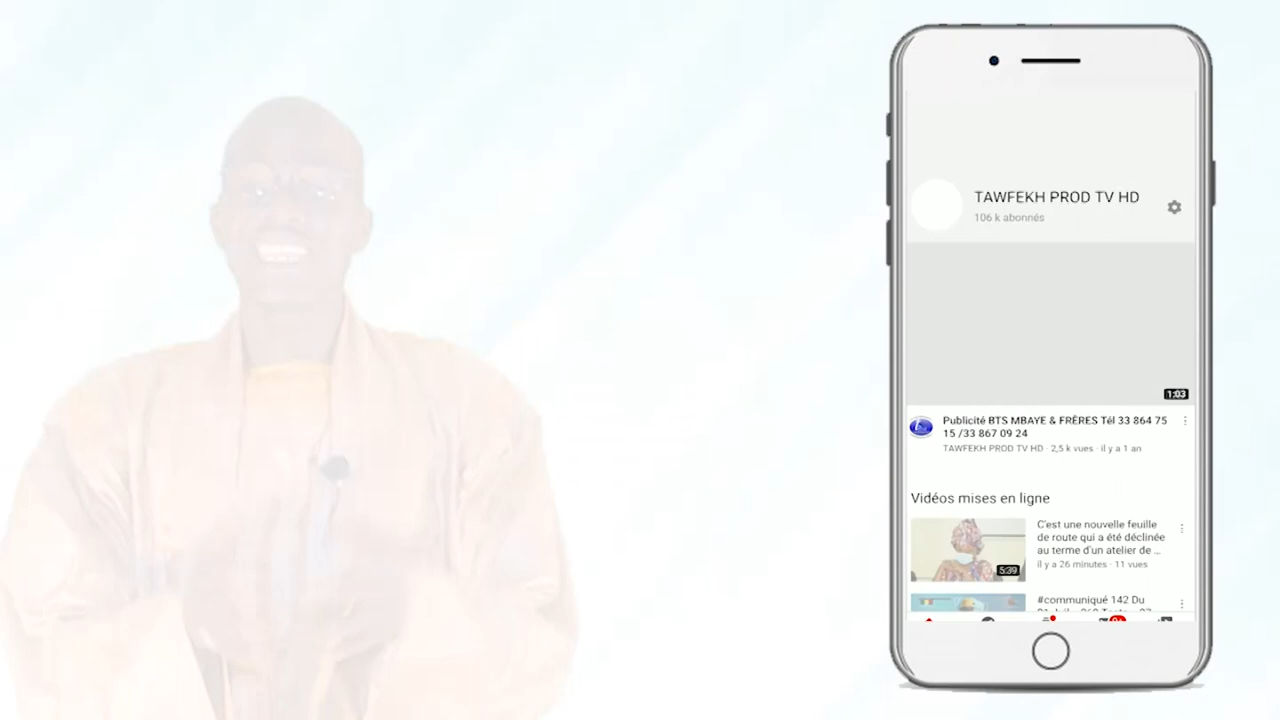 TAWFEKH PROD TV HD
106 k abonnés
1:03
Publicité BTS MBAYE & FRÈRES Tél 33 864 75
15 /33 867 09 24
TAWFEKH PROD TV HD · 2,5 k vues · il y a 1 an
Vidéos mises en ligne
C'est une nouvelle feuille
de route qui a été déclinée
au terme d'un atelier de ...
il y a 26 minutes · 11 vues
5:39
#communiqué 142 Du